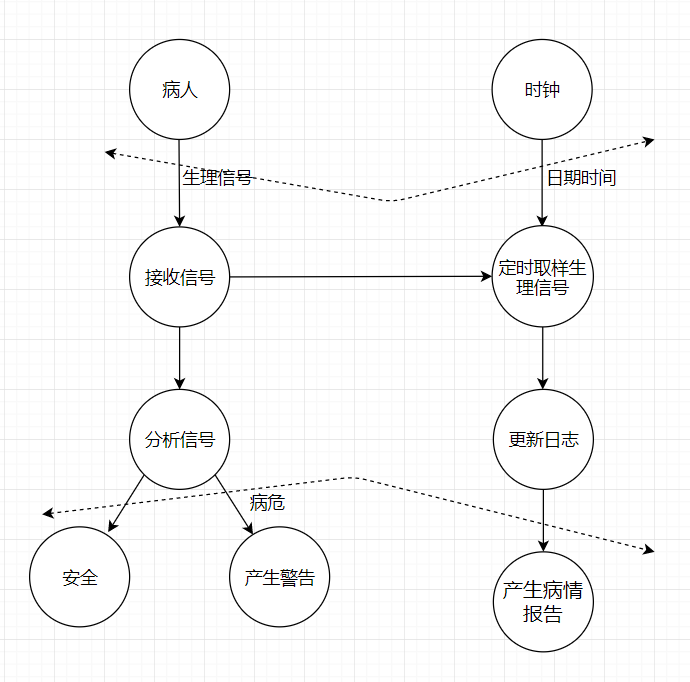 病人
时钟
生理信号
日期时间
接收信号
定时取样生
理信号
分析信号
更新日志
病危
安全
产生警告
产生病情
报告